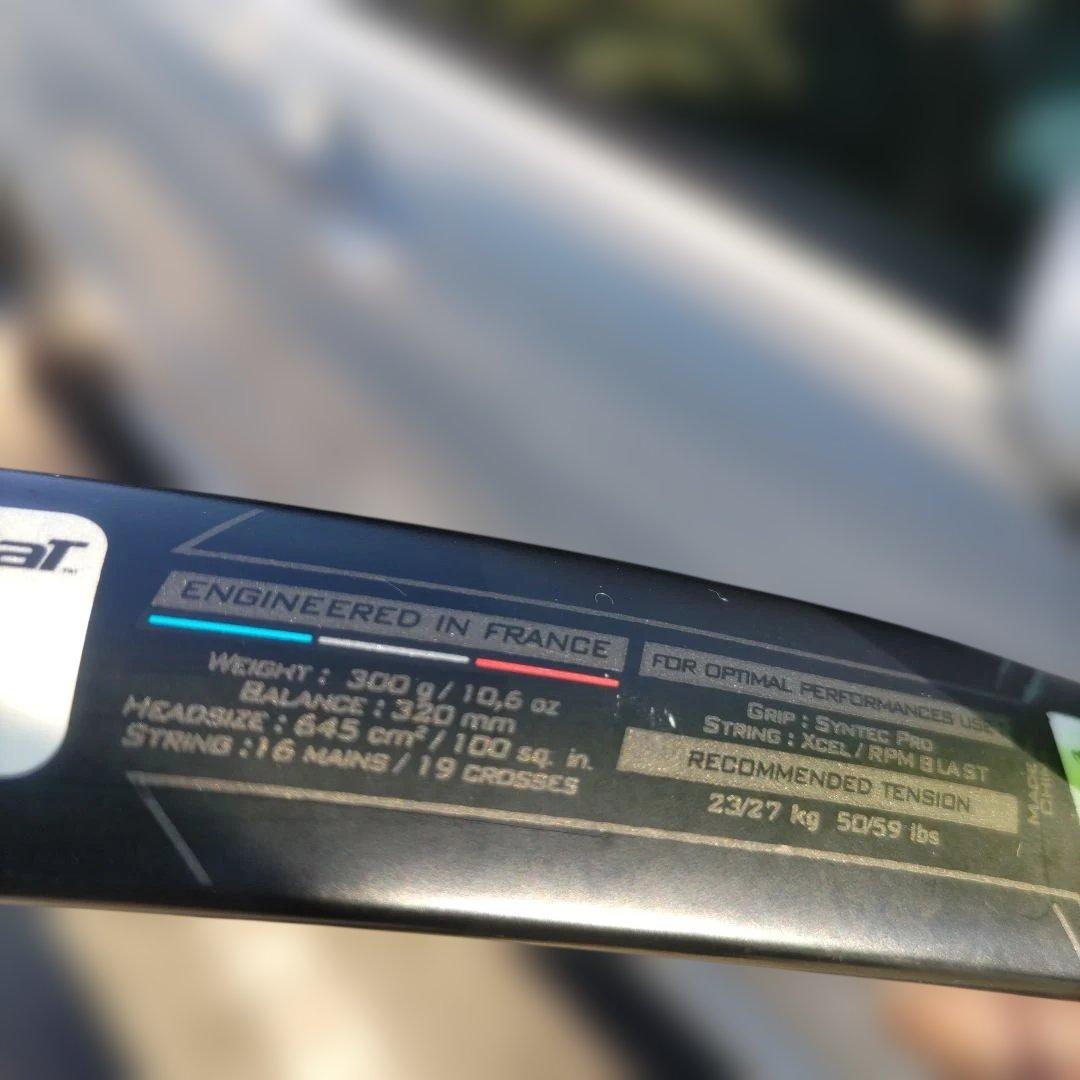 aT
ENGINEERED IN FRANCE
WEIGHT : 300 g / 10,6 oz
BALANCE : 320 mm
HEADSIZE : 645 cm² / 100 sq. in.
STRING : 16 MAINS / 19 CROSSES
FOR OPTIMAL PERFORMANCES USE
GRIP : SYNTEC PRO
STRING : XCEL / RPM BLAST
RECOMMENDED TENSION
23/27 kg 50/59 lbs
MADE